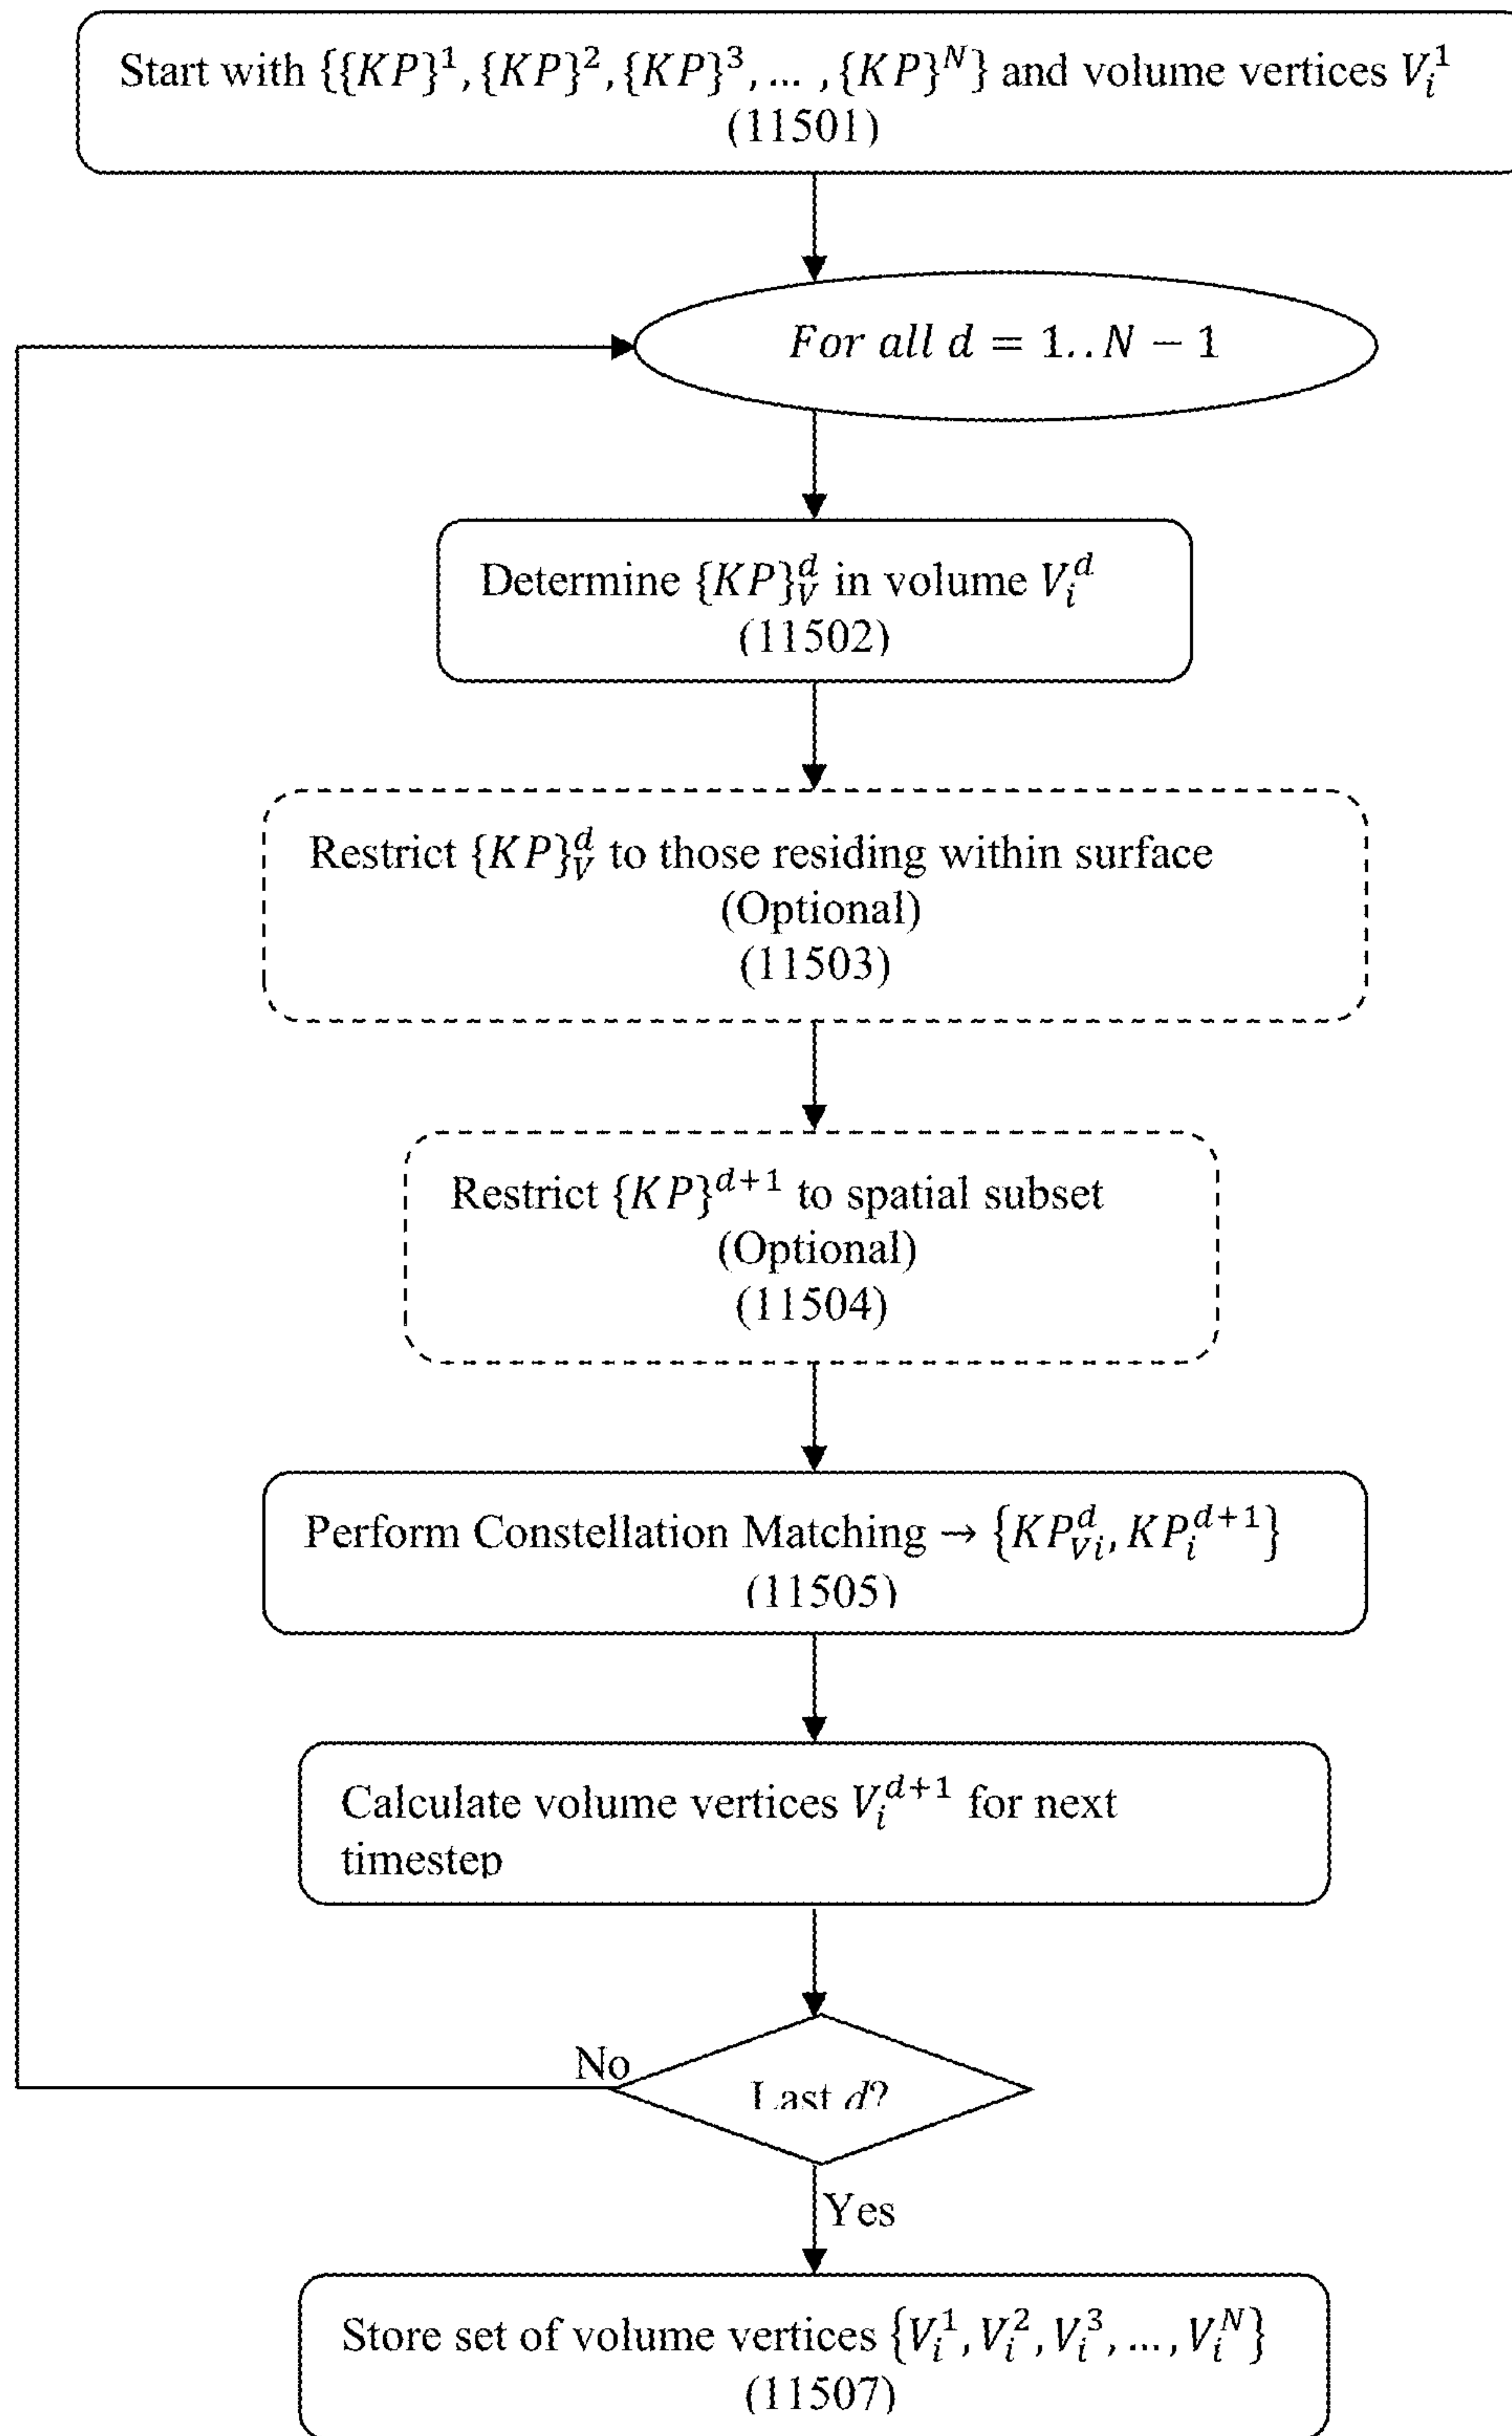 Start with {{KP}¹, {KP}², {KP}³, ... , {KP}ᴺ} and volume vertices V_i^1
(11501)
For all d = 1..N − 1
Determine {KP}_V^d in volume V_i^d
(11502)
Restrict {KP}_V^d to those residing within surface
(Optional)
(11503)
Restrict {KP}^{d+1} to spatial subset
(Optional)
(11504)
Perform Constellation Matching → {KP_{Vi}^d, KP_i^{d+1}}
(11505)
Calculate volume vertices V_i^{d+1} for next
timestep
No
Last d?
Yes
Store set of volume vertices {V_i^1, V_i^2, V_i^3, ..., V_i^N}
(11507)